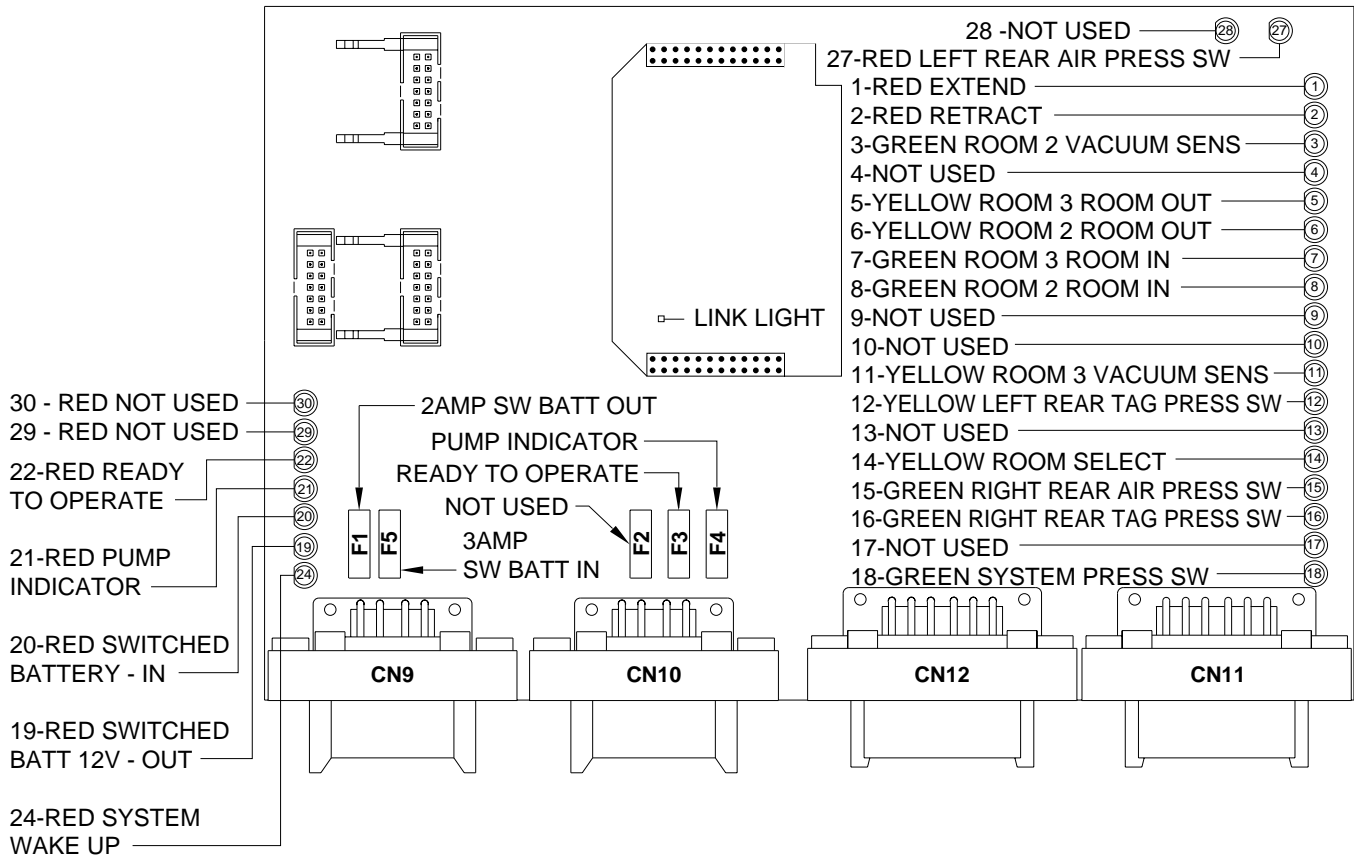 28 -NOT USED
28
27
27-RED LEFT REAR AIR PRESS SW
1-RED EXTEND
1
2-RED RETRACT
2
3-GREEN ROOM 2 VACUUM SENS
3
4-NOT USED
4
5-YELLOW ROOM 3 ROOM OUT
5
6-YELLOW ROOM 2 ROOM OUT
6
7-GREEN ROOM 3 ROOM IN
7
8-GREEN ROOM 2 ROOM IN
8
LINK LIGHT
9-NOT USED
9
10-NOT USED
10
11-YELLOW ROOM 3 VACUUM SENS
11
12-YELLOW LEFT REAR TAG PRESS SW
12
13-NOT USED
13
14-YELLOW ROOM SELECT
14
15-GREEN RIGHT REAR AIR PRESS SW
15
16-GREEN RIGHT REAR TAG PRESS SW
16
17-NOT USED
17
18-GREEN SYSTEM PRESS SW
18
30 - RED NOT USED
30
29 - RED NOT USED
29
22-RED READY
TO OPERATE
22
21-RED PUMP
INDICATOR
21
20-RED SWITCHED
BATTERY - IN
20
19-RED SWITCHED
BATT 12V - OUT
19
24-RED SYSTEM
WAKE UP
24
2AMP SW BATT OUT
PUMP INDICATOR
READY TO OPERATE
NOT USED
3AMP
SW BATT IN
F1
F5
F2
F3
F4
CN9
CN10
CN12
CN11